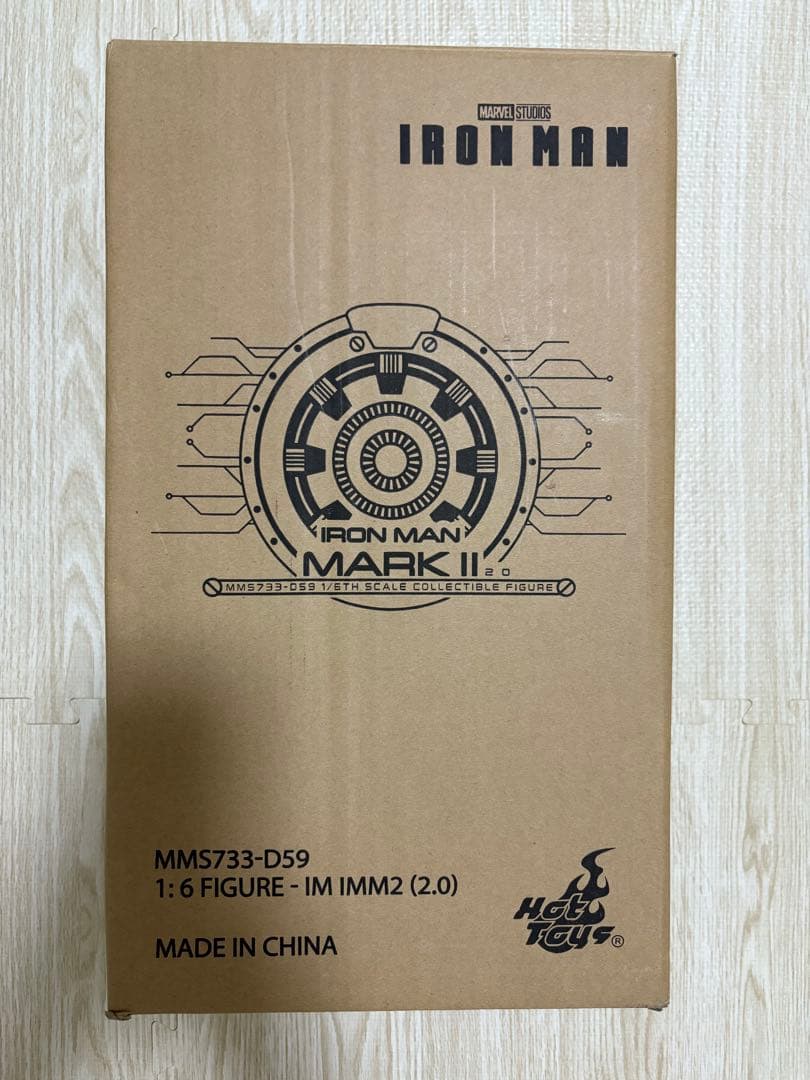 MARVEL STUDIOS
IRON MAN
IRON MAN
MARK II 2.0
MMS733-D59 1/6TH SCALE COLLECTIBLE FIGURE
MMS733-D59
1: 6 FIGURE - IM IMM2 (2.0)
MADE IN CHINA
Hot
Toys®